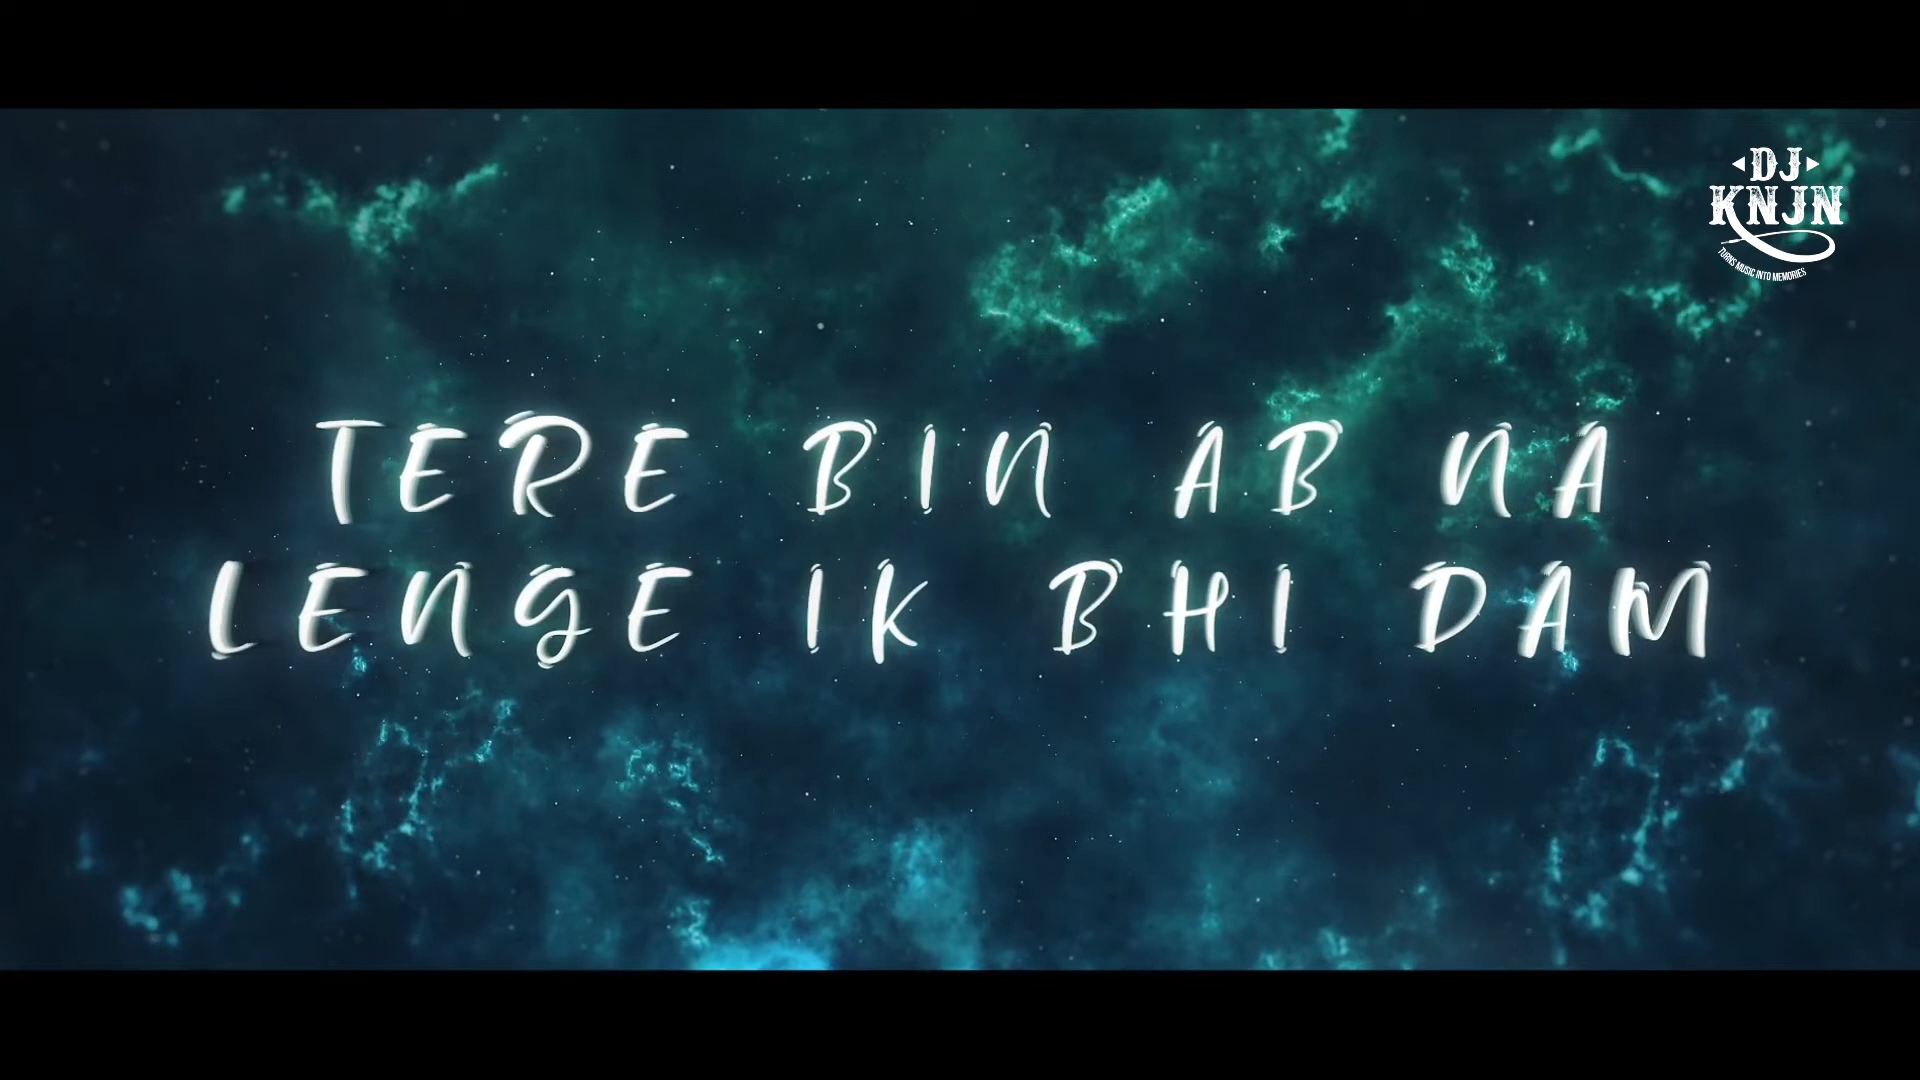 DJ
KNJN
TURNS MUSIC INTO MEMORIES
TERE BIN AB NA
LENGE IK BHI DAM